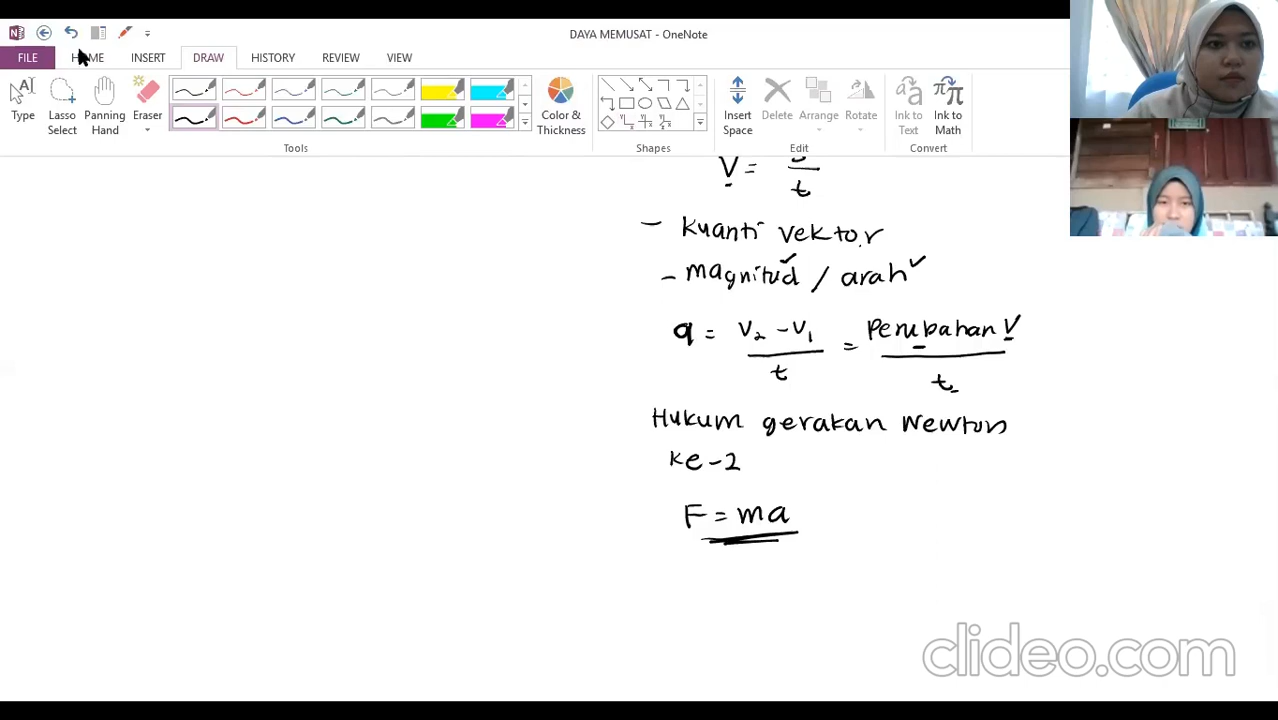 DAYA MEMUSAT - OneNote
FILE HOME INSERT DRAW HISTORY REVIEW VIEW
Type Lasso Select Panning Hand Eraser Color & Thickness Insert Space Delete Arrange Rotate Ink to Text Ink to Math
Tools Shapes Edit Convert
V = /t
- Kuanti vektor
- magnitud / arah
a = V₂ - V₁ / t = Perubahan V / t
Hukum gerakan Newton
Ke-2
F = ma
clideo.com